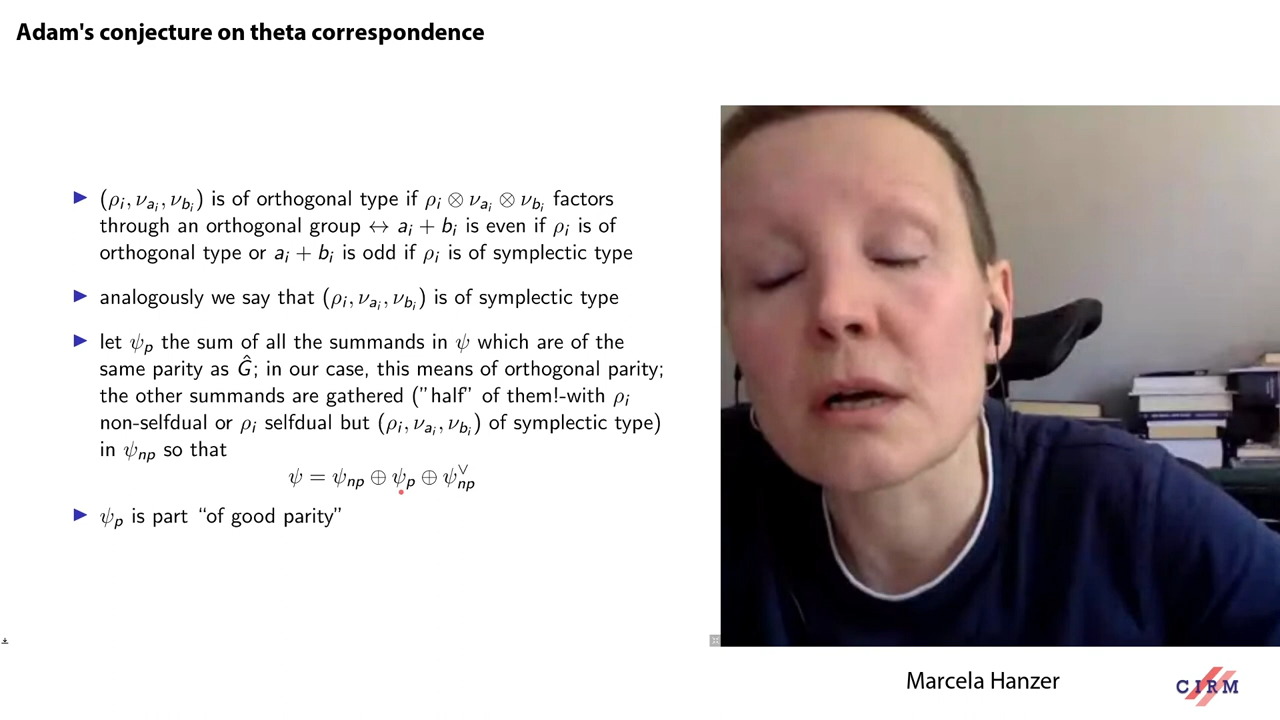 Adam's conjecture on theta correspondence
▶ (ρ_i, ν_{a_i}, ν_{b_i}) is of orthogonal type if ρ_i ⊗ ν_{a_i} ⊗ ν_{b_i} factors
through an orthogonal group ↔ a_i + b_i is even if ρ_i is of
orthogonal type or a_i + b_i is odd if ρ_i is of symplectic type
▶ analogously we say that (ρ_i, ν_{a_i}, ν_{b_i}) is of symplectic type
▶ let ψ_p the sum of all the summands in ψ which are of the
same parity as Ĝ; in our case, this means of orthogonal parity;
the other summands are gathered ("half" of them!-with ρ_i
non-selfdual or ρ_i selfdual but (ρ_i, ν_{a_i}, ν_{b_i}) of symplectic type)
in ψ_{np} so that
ψ = ψ_{np} ⊕ ψ_p ⊕ ψ_{np}^∨
▶ ψ_p is part “of good parity”
Marcela Hanzer
CIRM